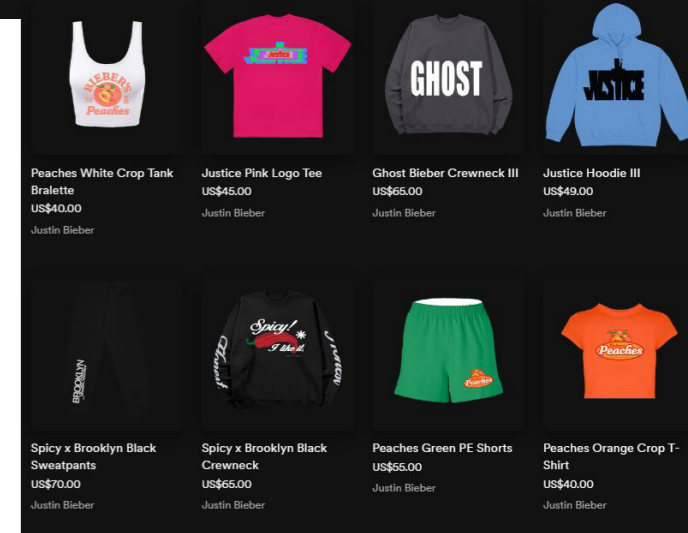 BIEBER'S
Peaches
Justice
GHOST
JUSTICE
Peaches White Crop Tank
Bralette
US$40.00
Justin Bieber
Justice Pink Logo Tee
US$45.00
Justin Bieber
Ghost Bieber Crewneck III
US$65.00
Justin Bieber
Justice Hoodie III
US$49.00
Justin Bieber
BROOKLYN
Spicy!
I like it.
Peaches
Peaches
Spicy x Brooklyn Black
Sweatpants
US$70.00
Justin Bieber
Spicy x Brooklyn Black
Crewneck
US$65.00
Justin Bieber
Peaches Green PE Shorts
US$55.00
Justin Bieber
Peaches Orange Crop T-
Shirt
US$40.00
Justin Bieber